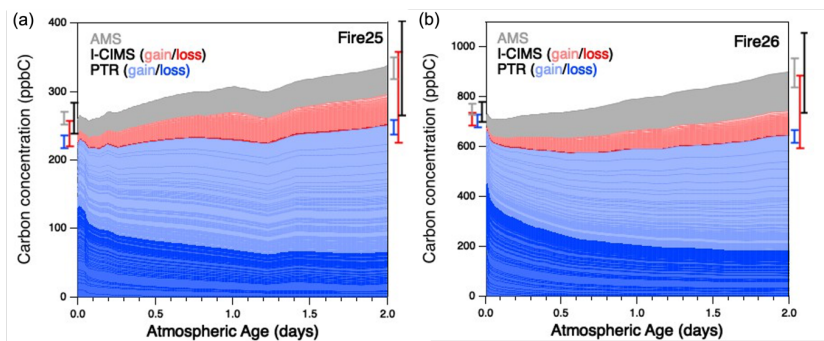 (a)
Carbon concentration (ppbC)
400
300
200
100
0
AMS
I-CIMS (gain/loss)
PTR (gain/loss)
Fire25
0.0 0.5 1.0 1.5 2.0
Atmospheric Age (days)
(b)
Carbon concentration (ppbC)
1000
800
600
400
200
0
AMS
I-CIMS (gain/loss)
PTR (gain/loss)
Fire26
0.0 0.5 1.0 1.5 2.0
Atmospheric Age (days)